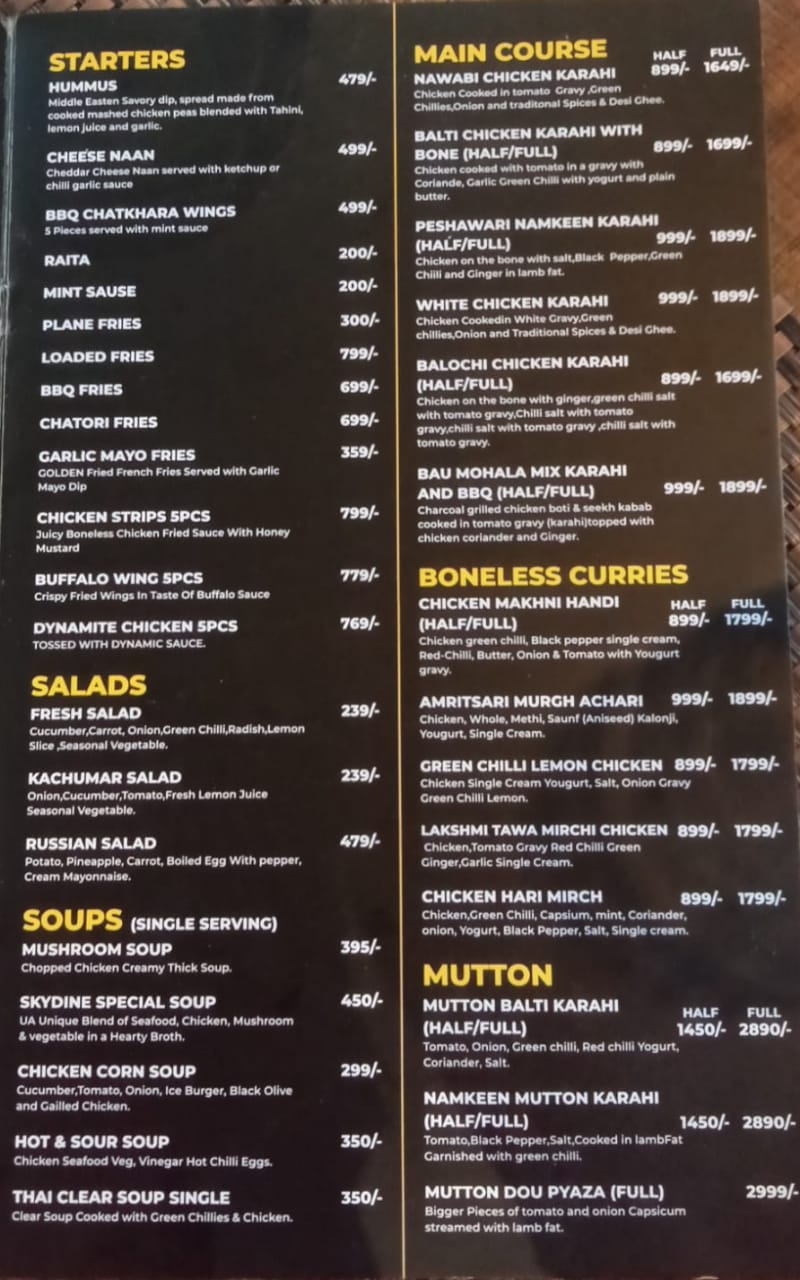 STARTERS
HUMMUS 479/-
Middle Easten Savory dip, spread made from
cooked mashed chicken peas blended with Tahini,
lemon juice and garlic.
CHEESE NAAN 499/-
Cheddar Cheese Naan served with ketchup or
chilli garlic sauce
BBQ CHATKHARA WINGS 499/-
5 Pieces served with mint sauce
RAITA 200/-
MINT SAUSE 200/-
PLANE FRIES 300/-
LOADED FRIES 799/-
BBQ FRIES 699/-
CHATORI FRIES 699/-
GARLIC MAYO FRIES 359/-
GOLDEN Fried French Fries Served with Garlic
Mayo Dip
CHICKEN STRIPS 5PCS 799/-
Juicy Boneless Chicken Fried Sauce With Honey
Mustard
BUFFALO WING 5PCS 779/-
Crispy Fried Wings In Taste Of Buffalo Sauce
DYNAMITE CHICKEN 5PCS 769/-
TOSSED WITH DYNAMIC SAUCE.
SALADS
FRESH SALAD 239/-
Cucumber,Carrot, Onion,Green Chilli,Radish,Lemon
Slice ,Seasonal Vegetable.
KACHUMAR SALAD 239/-
Onion,Cucumber,Tomato,Fresh Lemon Juice
Seasonal Vegetable.
RUSSIAN SALAD 479/-
Potato, Pineapple, Carrot, Boiled Egg With pepper,
Cream Mayonnaise.
SOUPS (SINGLE SERVING)
MUSHROOM SOUP 395/-
Chopped Chicken Creamy Thick Soup.
SKYDINE SPECIAL SOUP 450/-
UA Unique Blend of Seafood, Chicken, Mushroom
& vegetable in a Hearty Broth.
CHICKEN CORN SOUP 299/-
Cucumber,Tomato, Onion, Ice Burger, Black Olive
and Gailled Chicken.
HOT & SOUR SOUP 350/-
Chicken Seafood Veg, Vinegar Hot Chilli Eggs.
THAI CLEAR SOUP SINGLE 350/-
Clear Soup Cooked with Green Chillies & Chicken.
MAIN COURSE HALF FULL
NAWABI CHICKEN KARAHI 899/- 1649/-
Chicken Cooked in tomato Gravy ,Green
Chillies,Onion and traditonal Spices & Desi Ghee.
BALTI CHICKEN KARAHI WITH
BONE (HALF/FULL) 899/- 1699/-
Chicken cooked with tomato in a gravy with
Coriande, Garlic Green Chilli with yogurt and plain
butter.
PESHAWARI NAMKEEN KARAHI
(HALF/FULL) 999/- 1899/-
Chicken on the bone with salt,Black Pepper,Green
Chiili and Ginger in lamb fat.
WHITE CHICKEN KARAHI 999/- 1899/-
Chicken Cookedin White Gravy,Green
chillies,Onion and Traditional Spices & Desi Ghee.
BALOCHI CHICKEN KARAHI
(HALF/FULL) 899/- 1699/-
Chicken on the bone with ginger,green chilli salt
with tomato gravy,Chilli salt with tomato
gravy,chilli salt with tomato gravy ,chilli salt with
tomato gravy.
BAU MOHALA MIX KARAHI
AND BBQ (HALF/FULL) 999/- 1899/-
Charcoal grilled chicken boti & seekh kabab
cooked in tomato gravy (karahi)topped with
chicken coriander and Ginger.
BONELESS CURRIES
CHICKEN MAKHNI HANDI HALF FULL
(HALF/FULL) 899/- 1799/-
Chicken green chilli, Black pepper single cream,
Red-Chilli, Butter, Onion & Tomato with Yougurt
gravy.
AMRITSARI MURGH ACHARI 999/- 1899/-
Chicken, Whole, Methi, Saunf (Aniseed) Kalonji,
Yougurt, Single Cream.
GREEN CHILLI LEMON CHICKEN 899/- 1799/-
Chicken Single Cream Yougurt, Salt, Onion Gravy
Green Chilli Lemon.
LAKSHMI TAWA MIRCHI CHICKEN 899/- 1799/-
Chicken,Tomato Gravy Red Chilli Green
Ginger,Garlic Single Cream.
CHICKEN HARI MIRCH 899/- 1799/-
Chicken,Green Chilli, Capsium, mint, Coriander,
onion, Yogurt, Black Pepper, Salt, Single cream.
MUTTON
MUTTON BALTI KARAHI HALF FULL
(HALF/FULL) 1450/- 2890/-
Tomato, Onion, Green chilli, Red chilli Yogurt,
Coriander, Salt.
NAMKEEN MUTTON KARAHI
(HALF/FULL) 1450/- 2890/-
Tomato,Black Pepper,Salt,Cooked in lambFat
Garnished with green chilli.
MUTTON DOU PYAZA (FULL) 2999/-
Bigger Pieces of tomato and onion Capsicum
streamed with lamb fat.